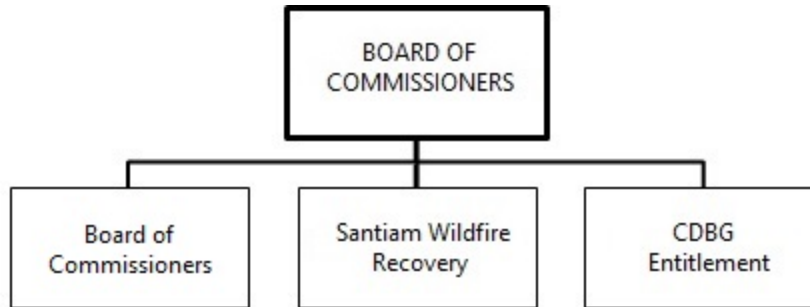 BOARD OF
COMMISSIONERS
Board of
Commissioners
Santiam Wildfire
Recovery
CDBG
Entitlement